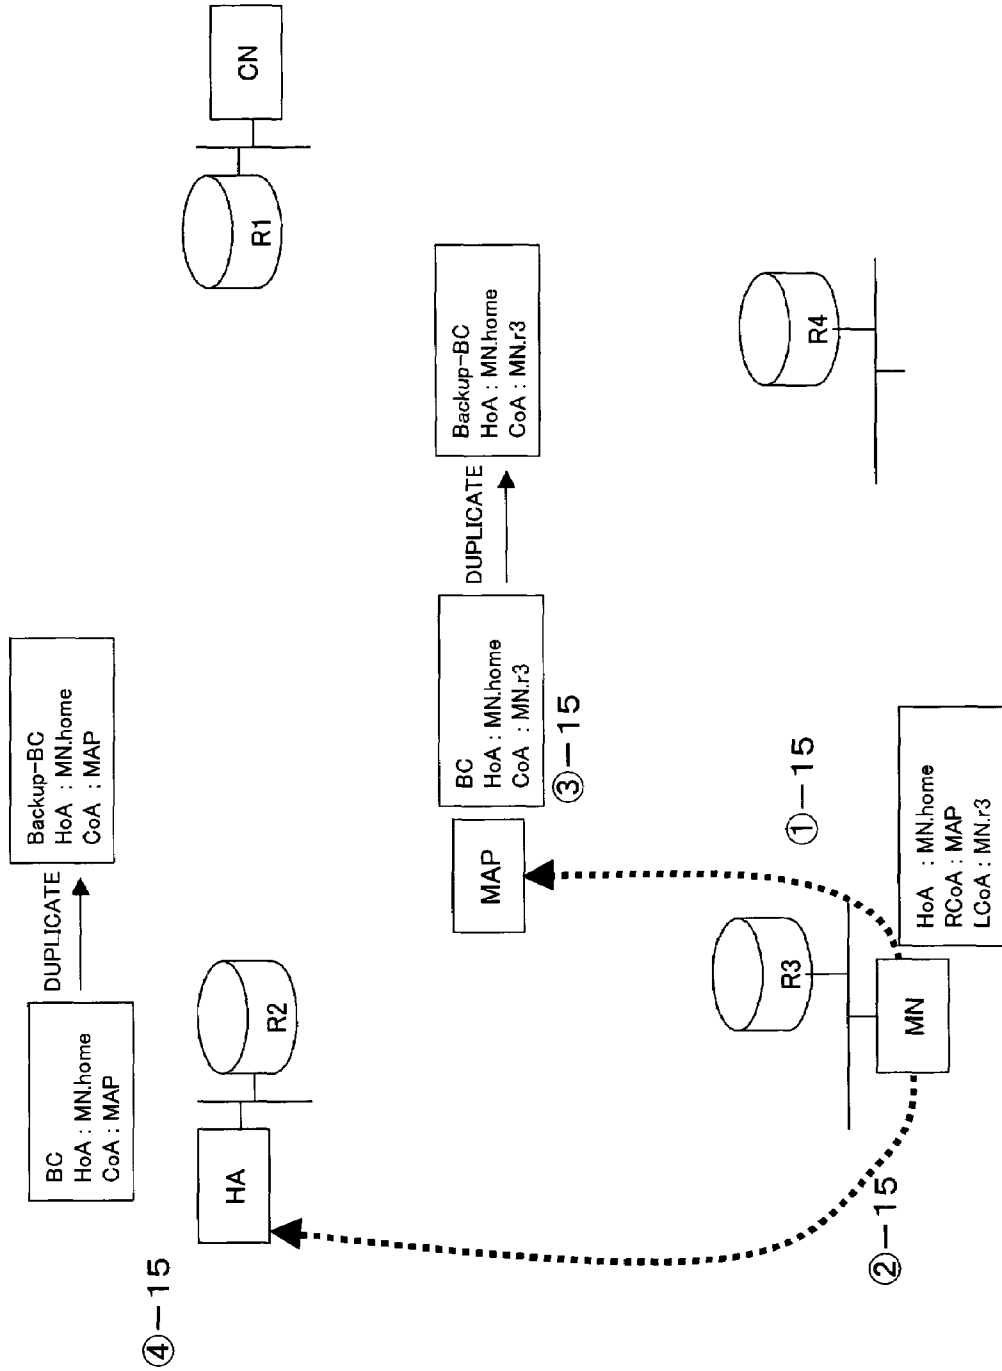 ④-15
BC
HoA : MN.home
CoA : MAP
DUPLICATE
Backup-BC
HoA : MN.home
CoA : MAP
HA
R2
R1
CN
MAP
③-15
BC
HoA : MN.home
CoA : MN.r3
DUPLICATE
Backup-BC
HoA : MN.home
CoA : MN.r3
②-15
①-15
R3
R4
MN
HoA : MN.home
RCoA : MAP
LCoA : MN.r3